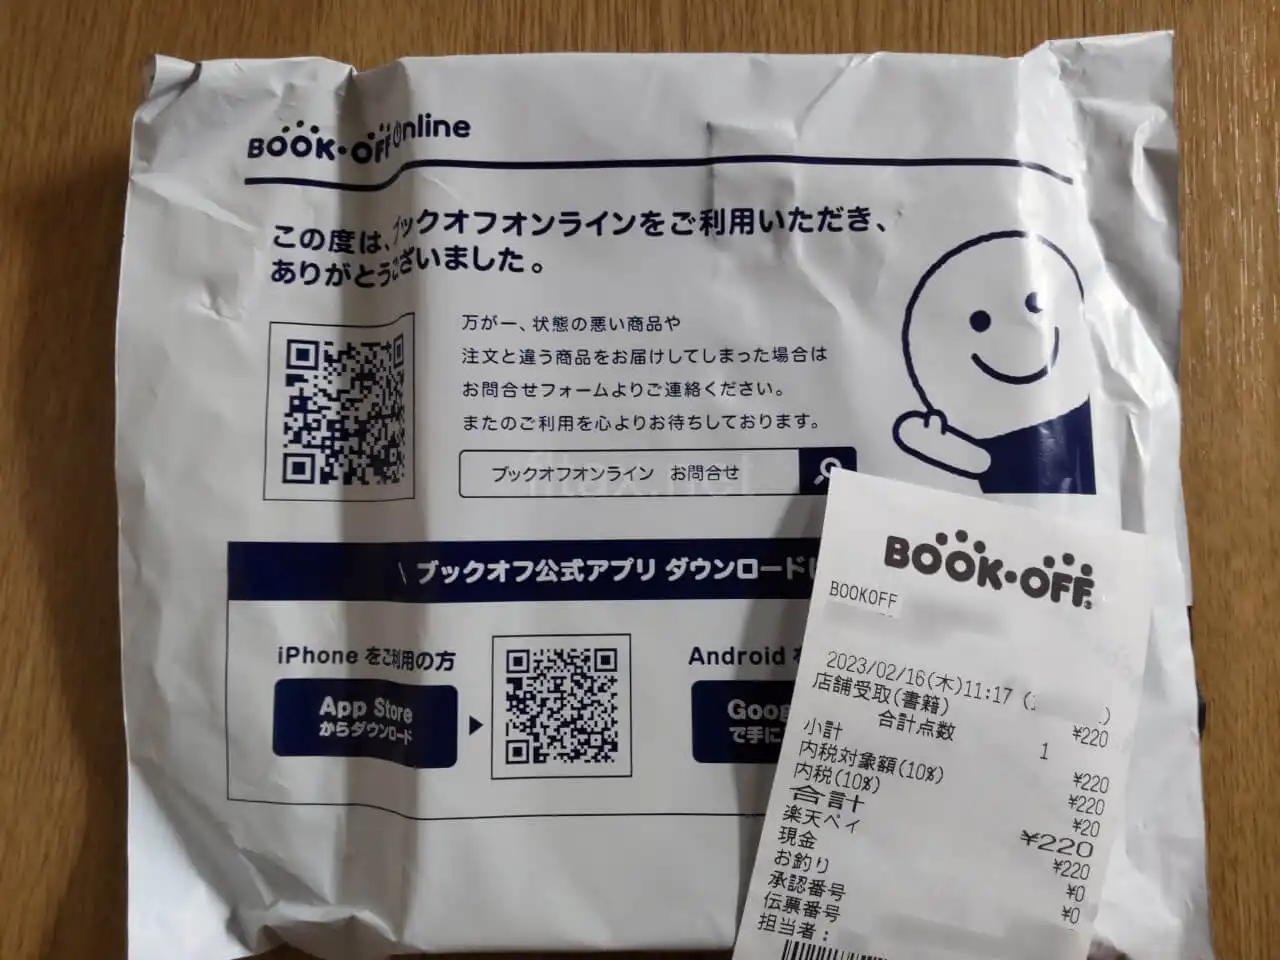 BOOK・OFF Online
この度は、ブックオフオンラインをご利用いただき、
ありがとうございました。
万が一、状態の悪い商品や
注文と違う商品をお届けしてしまった場合は
お問合せフォームよりご連絡ください。
またのご利用を心よりお待ちしております。
ブックオフオンライン お問合せ
\ ブックオフ公式アプリ ダウンロード
iPhone をご利用の方
App Store
からダウンロード
Android
Goog
で手に
BOOK・OFF
BOOKOFF
2023/02/16(木)11:17
店舗受取(書籍) ¥220
合計点数 1
小計 ¥220
内税対象額(10%) ¥220
内税(10%) ¥20
合計 ¥220
楽天ペイ ¥220
現金 ¥0
お釣り ¥0
承認番号
伝票番号
担当者: